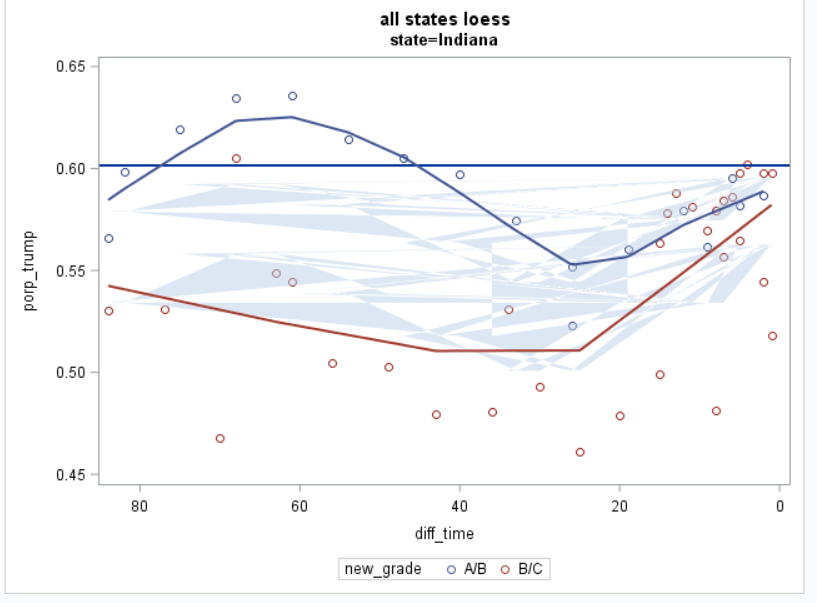 all states loess
state=Indiana
0.65
0.60
0.55
0.50
0.45
porp_trump
80 60 40 20 0
diff_time
new_grade A/B B/C